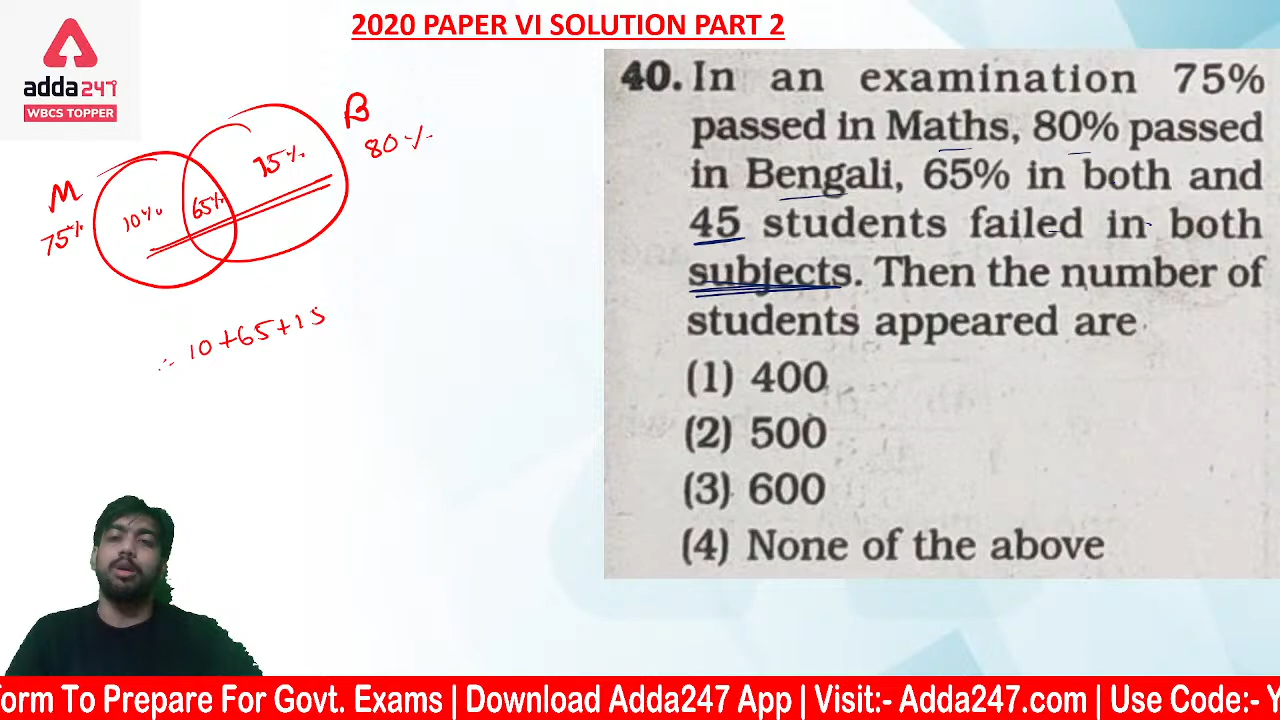 2020 PAPER VI SOLUTION PART 2
adda247
WBCS TOPPER
M
75%
10%
65%
15%
B
80%
∴ 10+65+15
40. In an examination 75%
passed in Maths, 80% passed
in Bengali, 65% in both and
45 students failed in both
subjects. Then the number of
students appeared are
(1) 400
(2) 500
(3) 600
(4) None of the above
form To Prepare For Govt. Exams | Download Adda247 App | Visit:- Adda247.com | Use Code:- Y